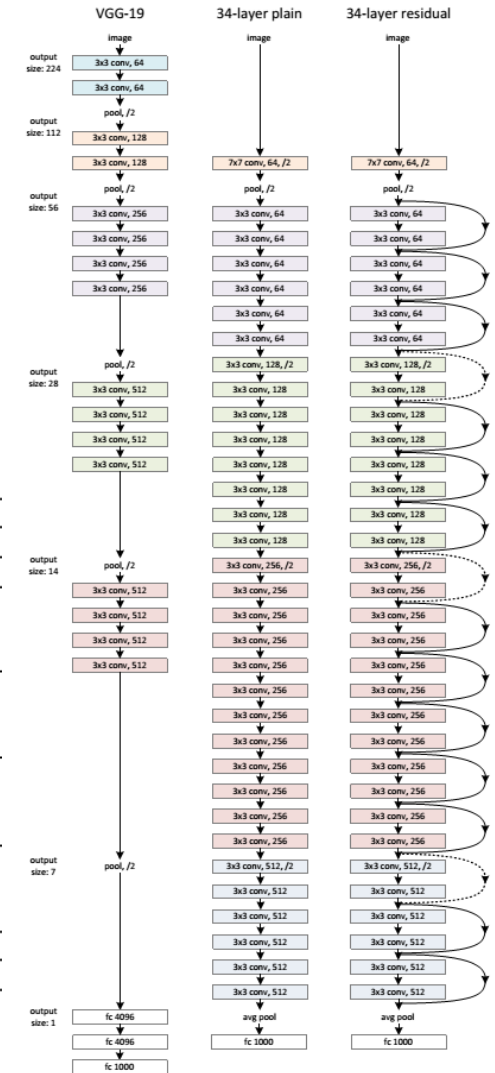 output
size: 224
output
size: 112
output
size: 56
output
size: 28
output
size: 14
output
size: 7
output
size: 1
VGG-19
image
3x3 conv, 64
3x3 conv, 64
pool, /2
3x3 conv, 128
3x3 conv, 128
pool, /2
3x3 conv, 256
3x3 conv, 256
3x3 conv, 256
3x3 conv, 256
pool, /2
3x3 conv, 512
3x3 conv, 512
3x3 conv, 512
3x3 conv, 512
pool, /2
3x3 conv, 512
3x3 conv, 512
3x3 conv, 512
3x3 conv, 512
pool, /2
fc 4096
fc 4096
fc 1000
34-layer plain
image
7x7 conv, 64, /2
pool, /2
3x3 conv, 64
3x3 conv, 64
3x3 conv, 64
3x3 conv, 64
3x3 conv, 64
3x3 conv, 64
3x3 conv, 128, /2
3x3 conv, 128
3x3 conv, 128
3x3 conv, 128
3x3 conv, 128
3x3 conv, 128
3x3 conv, 128
3x3 conv, 128
3x3 conv, 256, /2
3x3 conv, 256
3x3 conv, 256
3x3 conv, 256
3x3 conv, 256
3x3 conv, 256
3x3 conv, 256
3x3 conv, 256
3x3 conv, 256
3x3 conv, 256
3x3 conv, 256
3x3 conv, 256
3x3 conv, 512, /2
3x3 conv, 512
3x3 conv, 512
3x3 conv, 512
3x3 conv, 512
3x3 conv, 512
avg pool
fc 1000
34-layer residual
image
7x7 conv, 64, /2
pool, /2
3x3 conv, 64
3x3 conv, 64
3x3 conv, 64
3x3 conv, 64
3x3 conv, 64
3x3 conv, 64
3x3 conv, 128, /2
3x3 conv, 128
3x3 conv, 128
3x3 conv, 128
3x3 conv, 128
3x3 conv, 128
3x3 conv, 128
3x3 conv, 128
3x3 conv, 256, /2
3x3 conv, 256
3x3 conv, 256
3x3 conv, 256
3x3 conv, 256
3x3 conv, 256
3x3 conv, 256
3x3 conv, 256
3x3 conv, 256
3x3 conv, 256
3x3 conv, 256
3x3 conv, 256
3x3 conv, 512, /2
3x3 conv, 512
3x3 conv, 512
3x3 conv, 512
3x3 conv, 512
3x3 conv, 512
avg pool
fc 1000